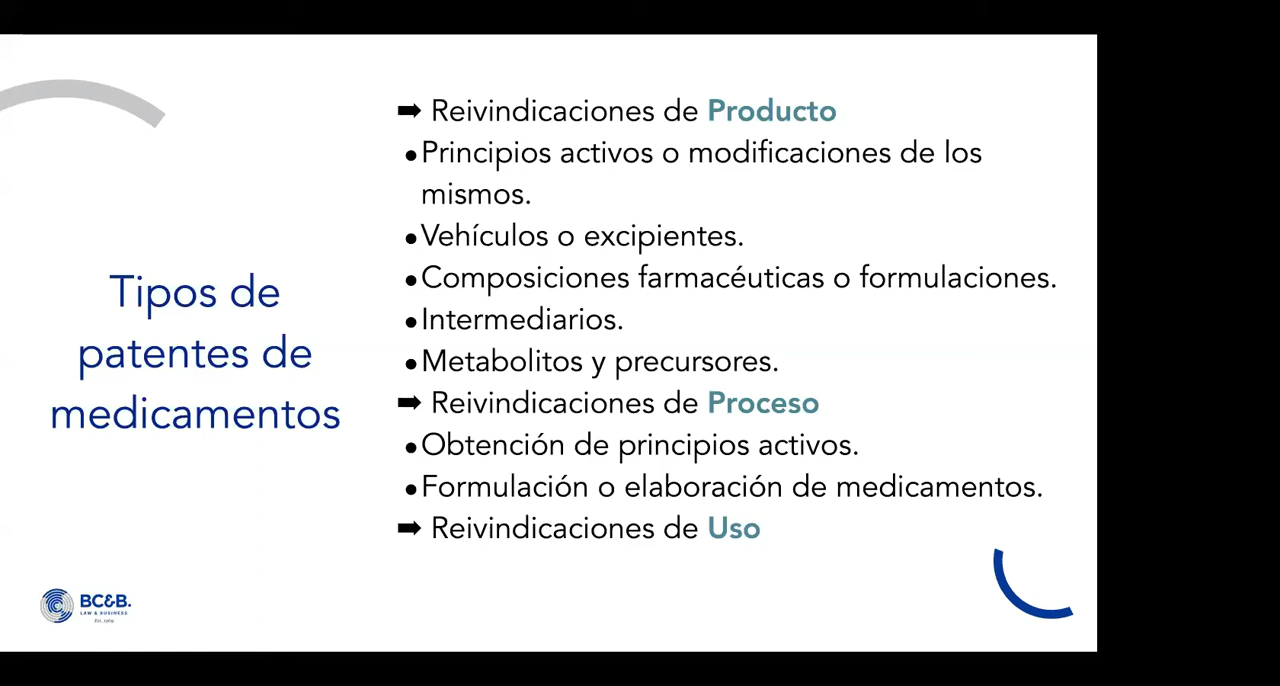 Tipos de
patentes de
medicamentos
➡ Reivindicaciones de Producto
●Principios activos o modificaciones de los
mismos.
●Vehículos o excipientes.
●Composiciones farmacéuticas o formulaciones.
●Intermediarios.
●Metabolitos y precursores.
➡ Reivindicaciones de Proceso
●Obtención de principios activos.
●Formulación o elaboración de medicamentos.
➡ Reivindicaciones de Uso
BC&B.
LAW & BUSINESS